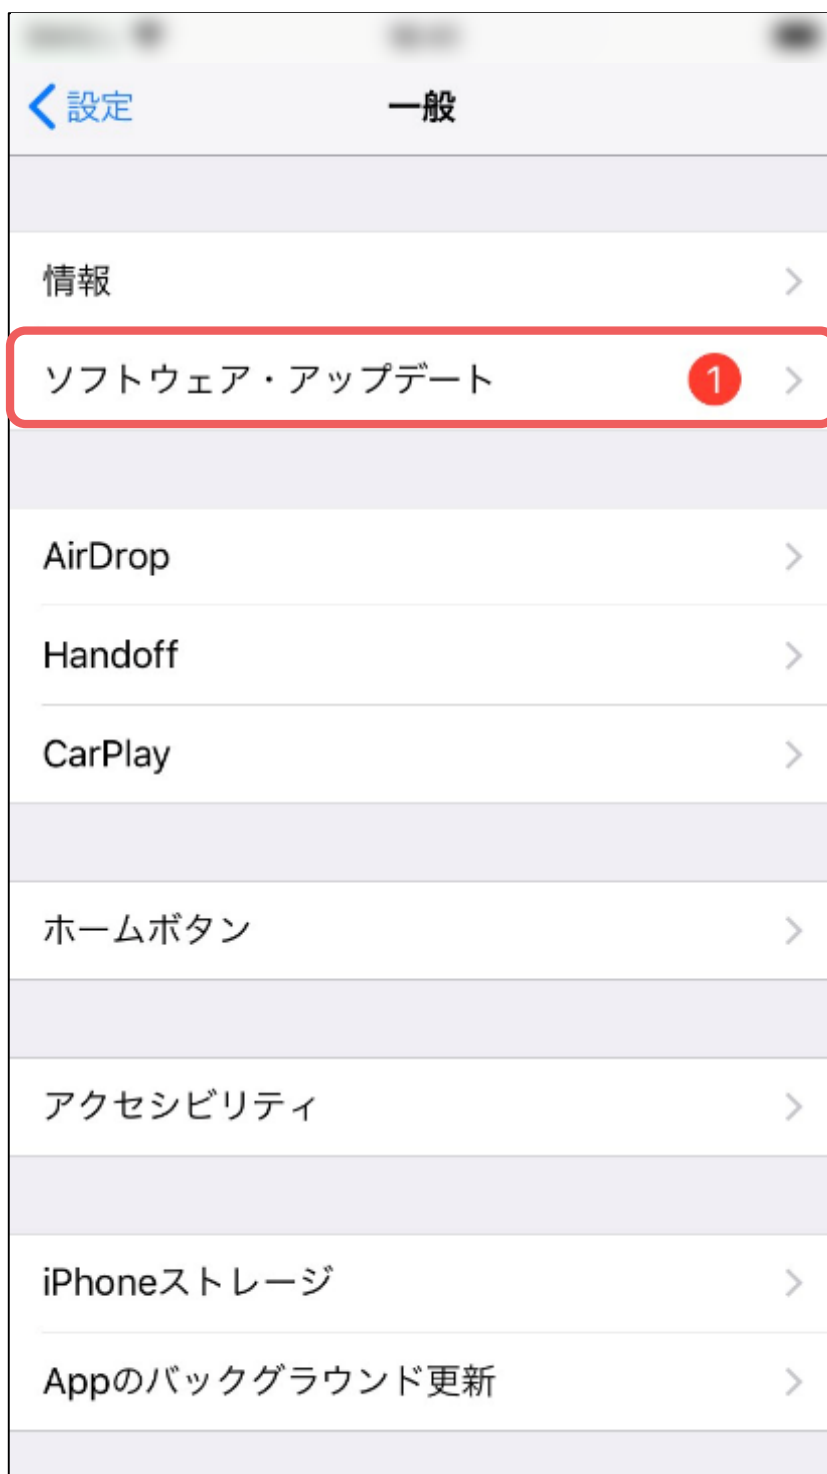 設定 一般
情報
ソフトウェア・アップデート 1
AirDrop
Handoff
CarPlay
ホームボタン
アクセシビリティ
iPhoneストレージ
Appのバックグラウンド更新